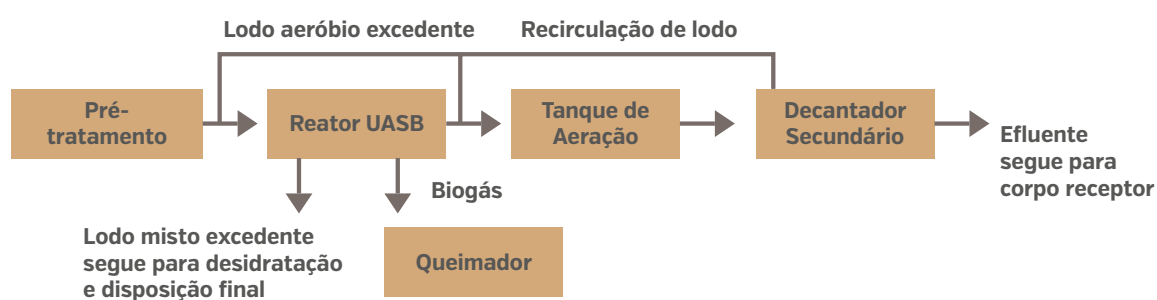 Lodo aeróbio excedente
Recirculação de lodo
Pré-
tratamento
Reator UASB
Tanque de
Aeração
Decantador
Secundário
Efluente
segue para
corpo receptor
Biogás
Lodo misto excedente
segue para desidratação
e disposição final
Queimador